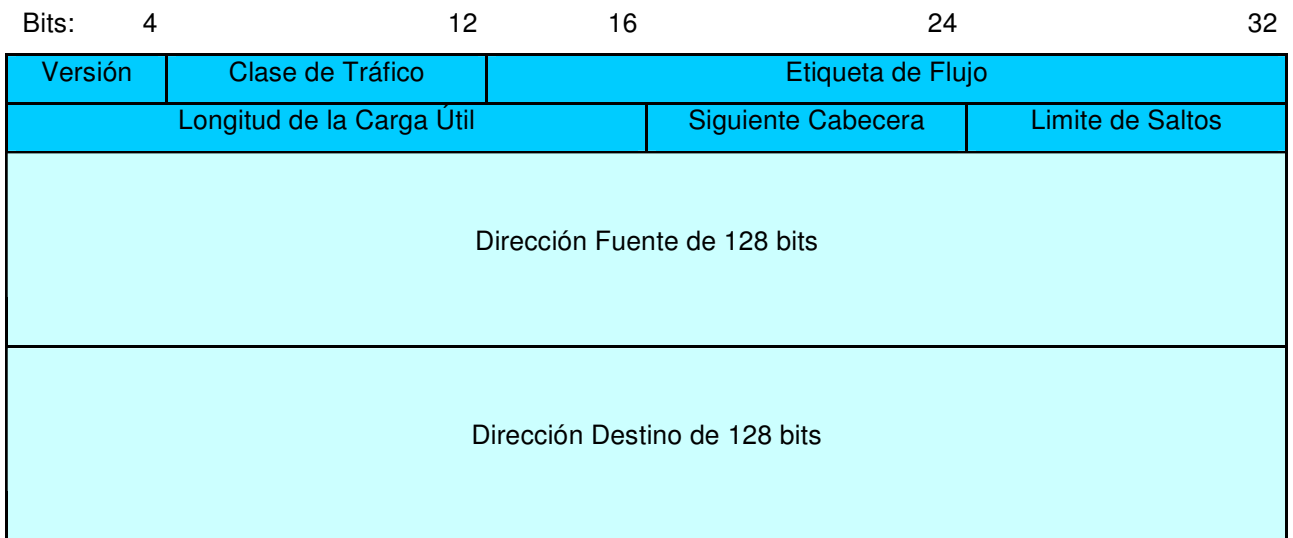 Bits: 4 12 16 24 32
Versión Clase de Tráfico Etiqueta de Flujo
Longitud de la Carga Útil Siguiente Cabecera Limite de Saltos
Dirección Fuente de 128 bits
Dirección Destino de 128 bits